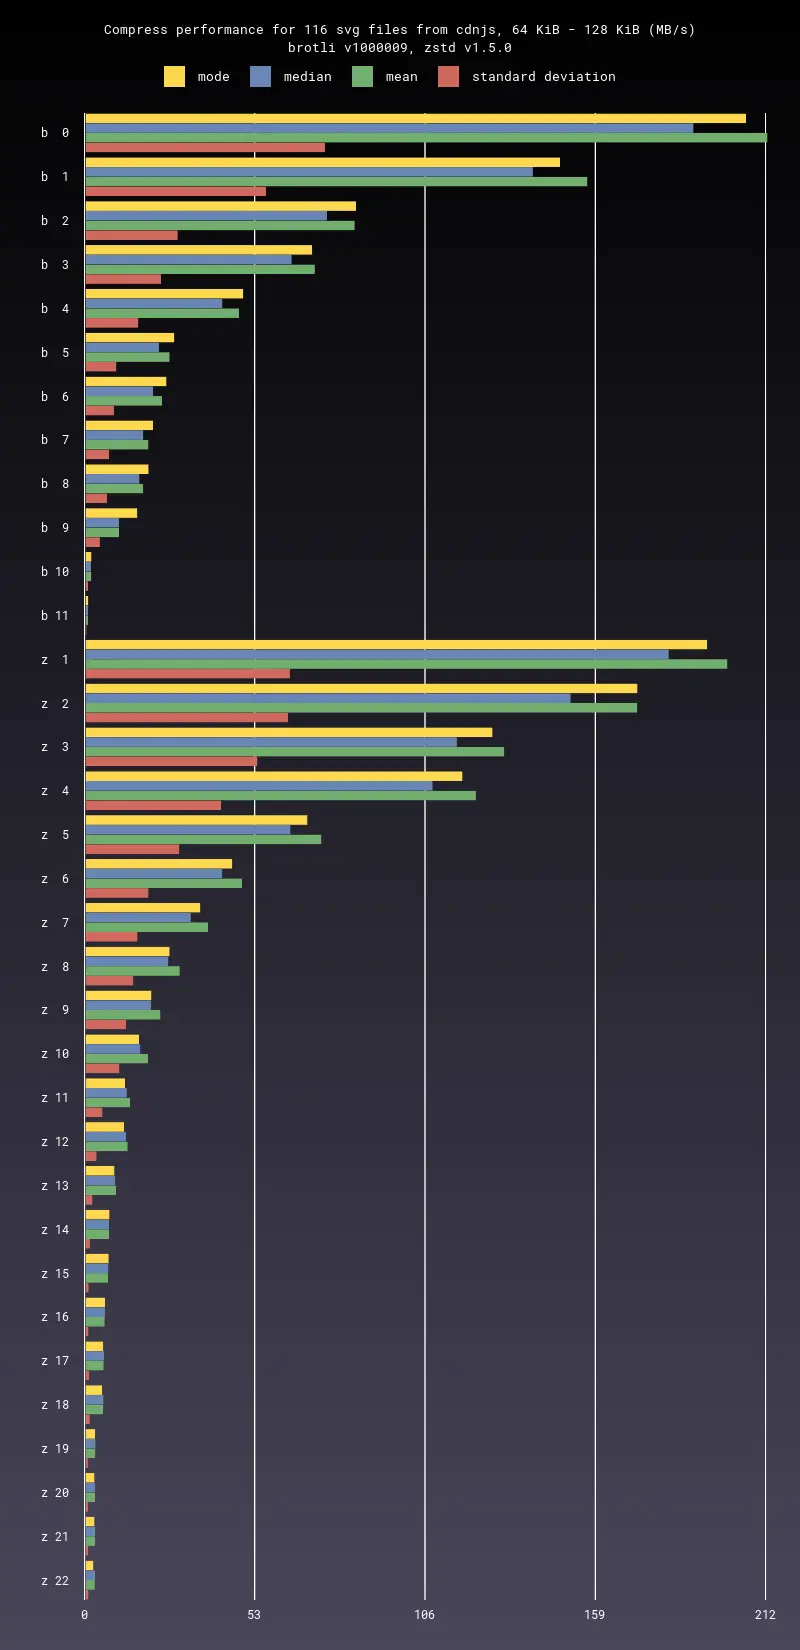 Compress performance for 116 svg files from cdnjs, 64 KiB - 128 KiB (MB/s)
brotli v1000009, zstd v1.5.0
mode median mean standard deviation
b 0
b 1
b 2
b 3
b 4
b 5
b 6
b 7
b 8
b 9
b 10
b 11
z 1
z 2
z 3
z 4
z 5
z 6
z 7
z 8
z 9
z 10
z 11
z 12
z 13
z 14
z 15
z 16
z 17
z 18
z 19
z 20
z 21
z 22
0 53 106 159 212